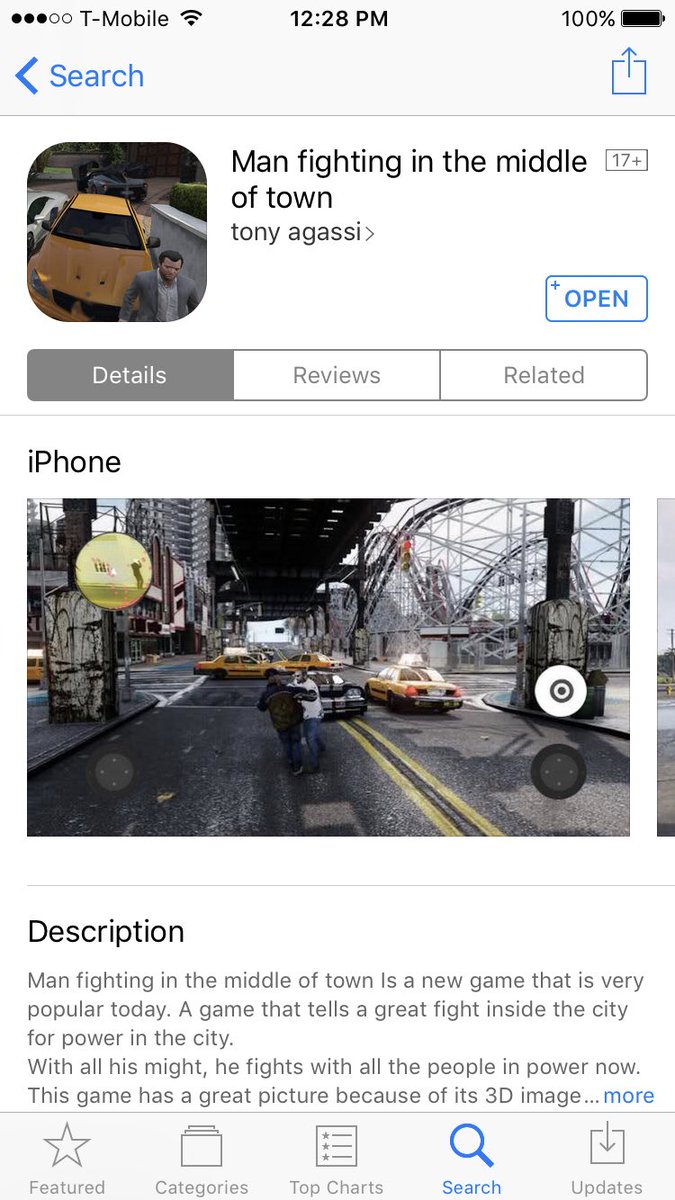 T-Mobile 12:28 PM 100%
Search
Man fighting in the middle 17+
of town
tony agassi
+ OPEN
Details Reviews Related
iPhone
Description
Man fighting in the middle of town Is a new game that is very
popular today. A game that tells a great fight inside the city
for power in the city.
With all his might, he fights with all the people in power now.
This game has a great picture because of its 3D image... more
Featured Categories Top Charts Search Updates